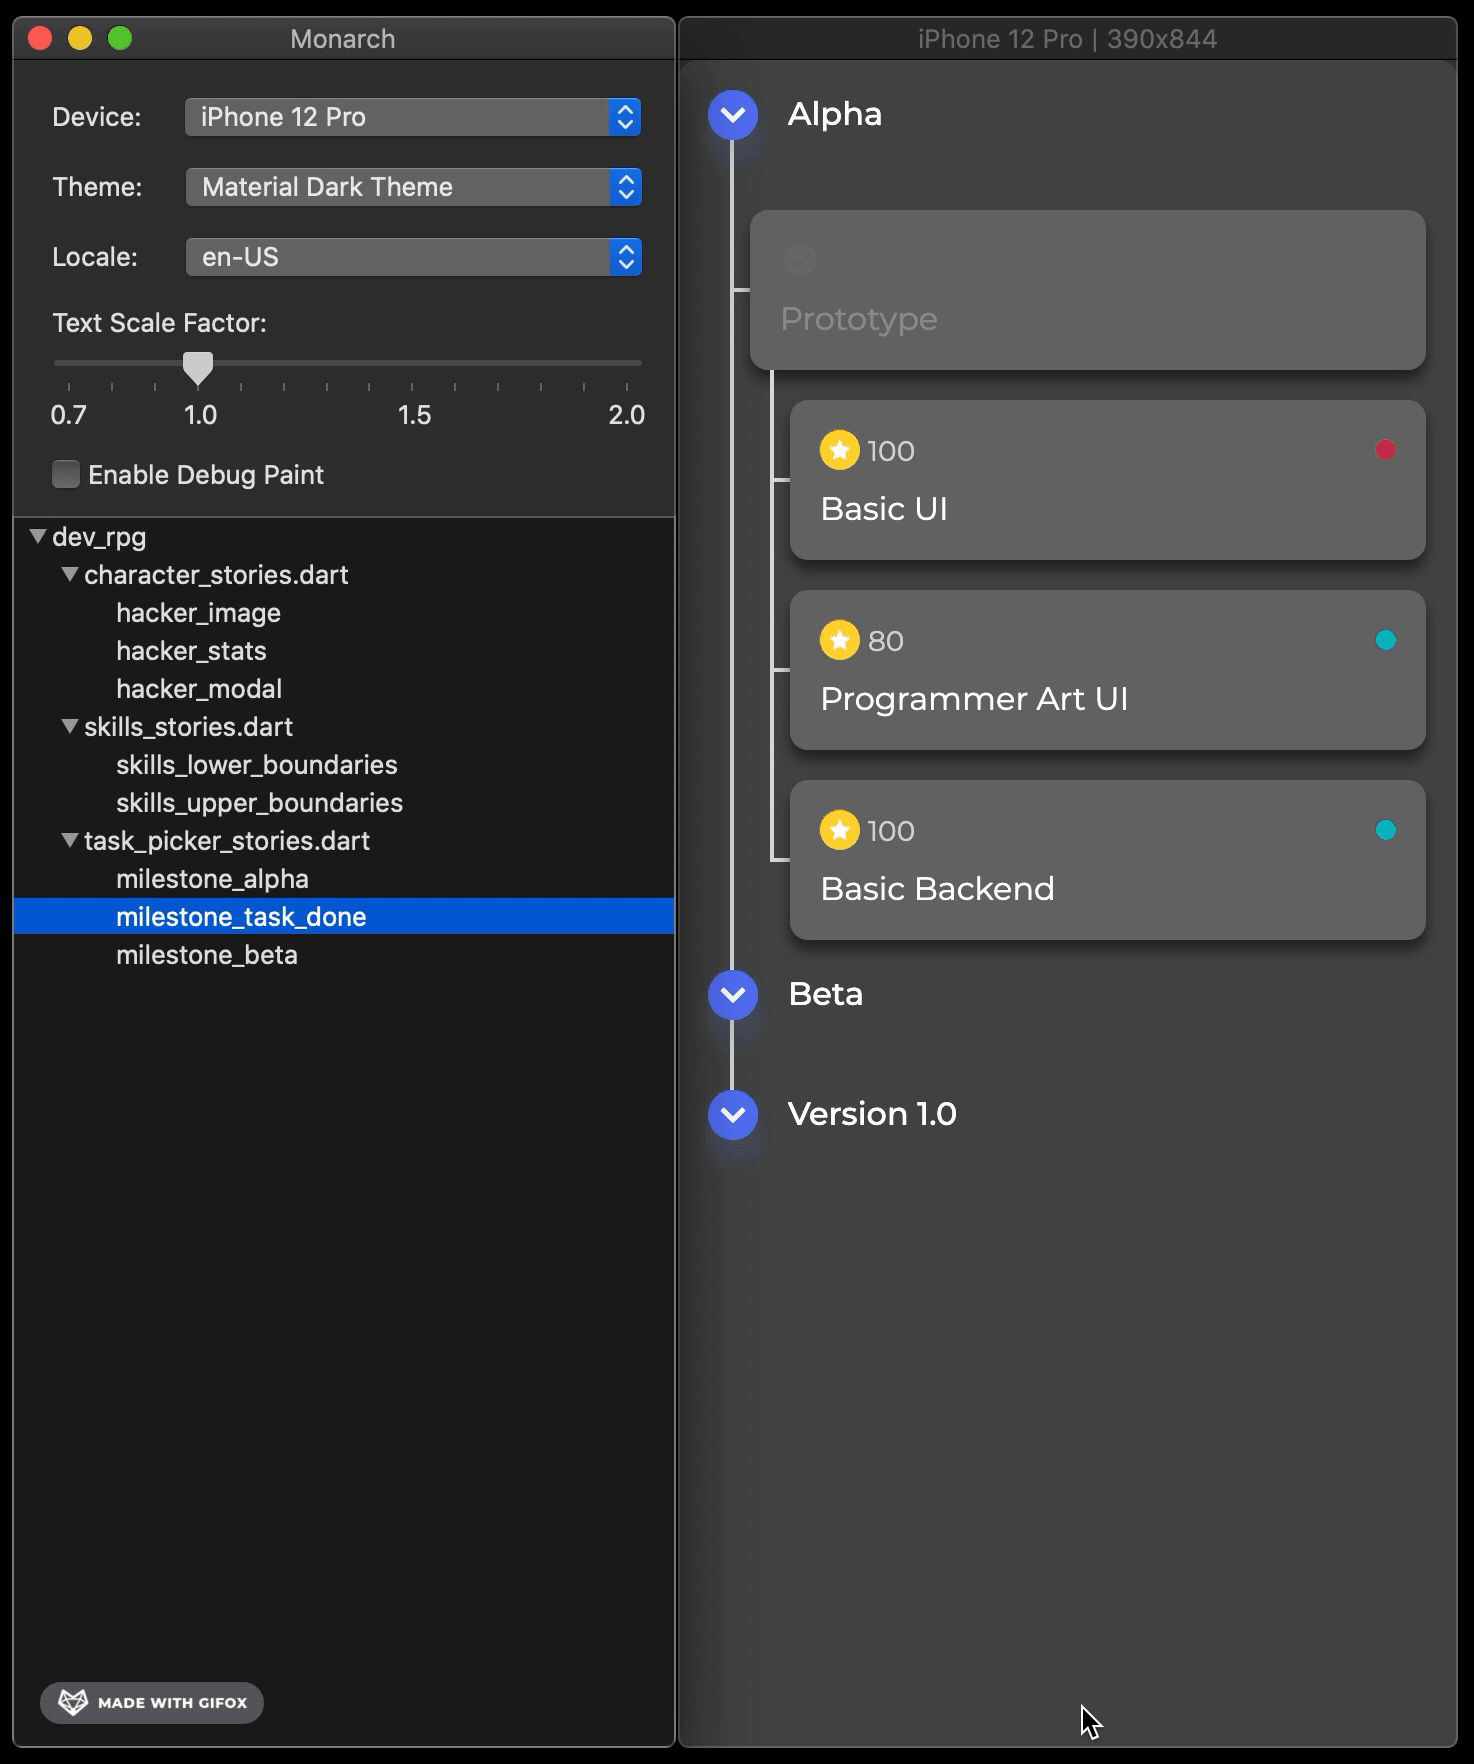 Monarch
Device: iPhone 12 Pro
Theme: Material Dark Theme
Locale: en-US
Text Scale Factor:
0.7 1.0 1.5 2.0
Enable Debug Paint
dev_rpg
character_stories.dart
hacker_image
hacker_stats
hacker_modal
skills_stories.dart
skills_lower_boundaries
skills_upper_boundaries
task_picker_stories.dart
milestone_alpha
milestone_task_done
milestone_beta
MADE WITH GIFOX
iPhone 12 Pro | 390x844
Alpha
Prototype
100
Basic UI
80
Programmer Art UI
100
Basic Backend
Beta
Version 1.0